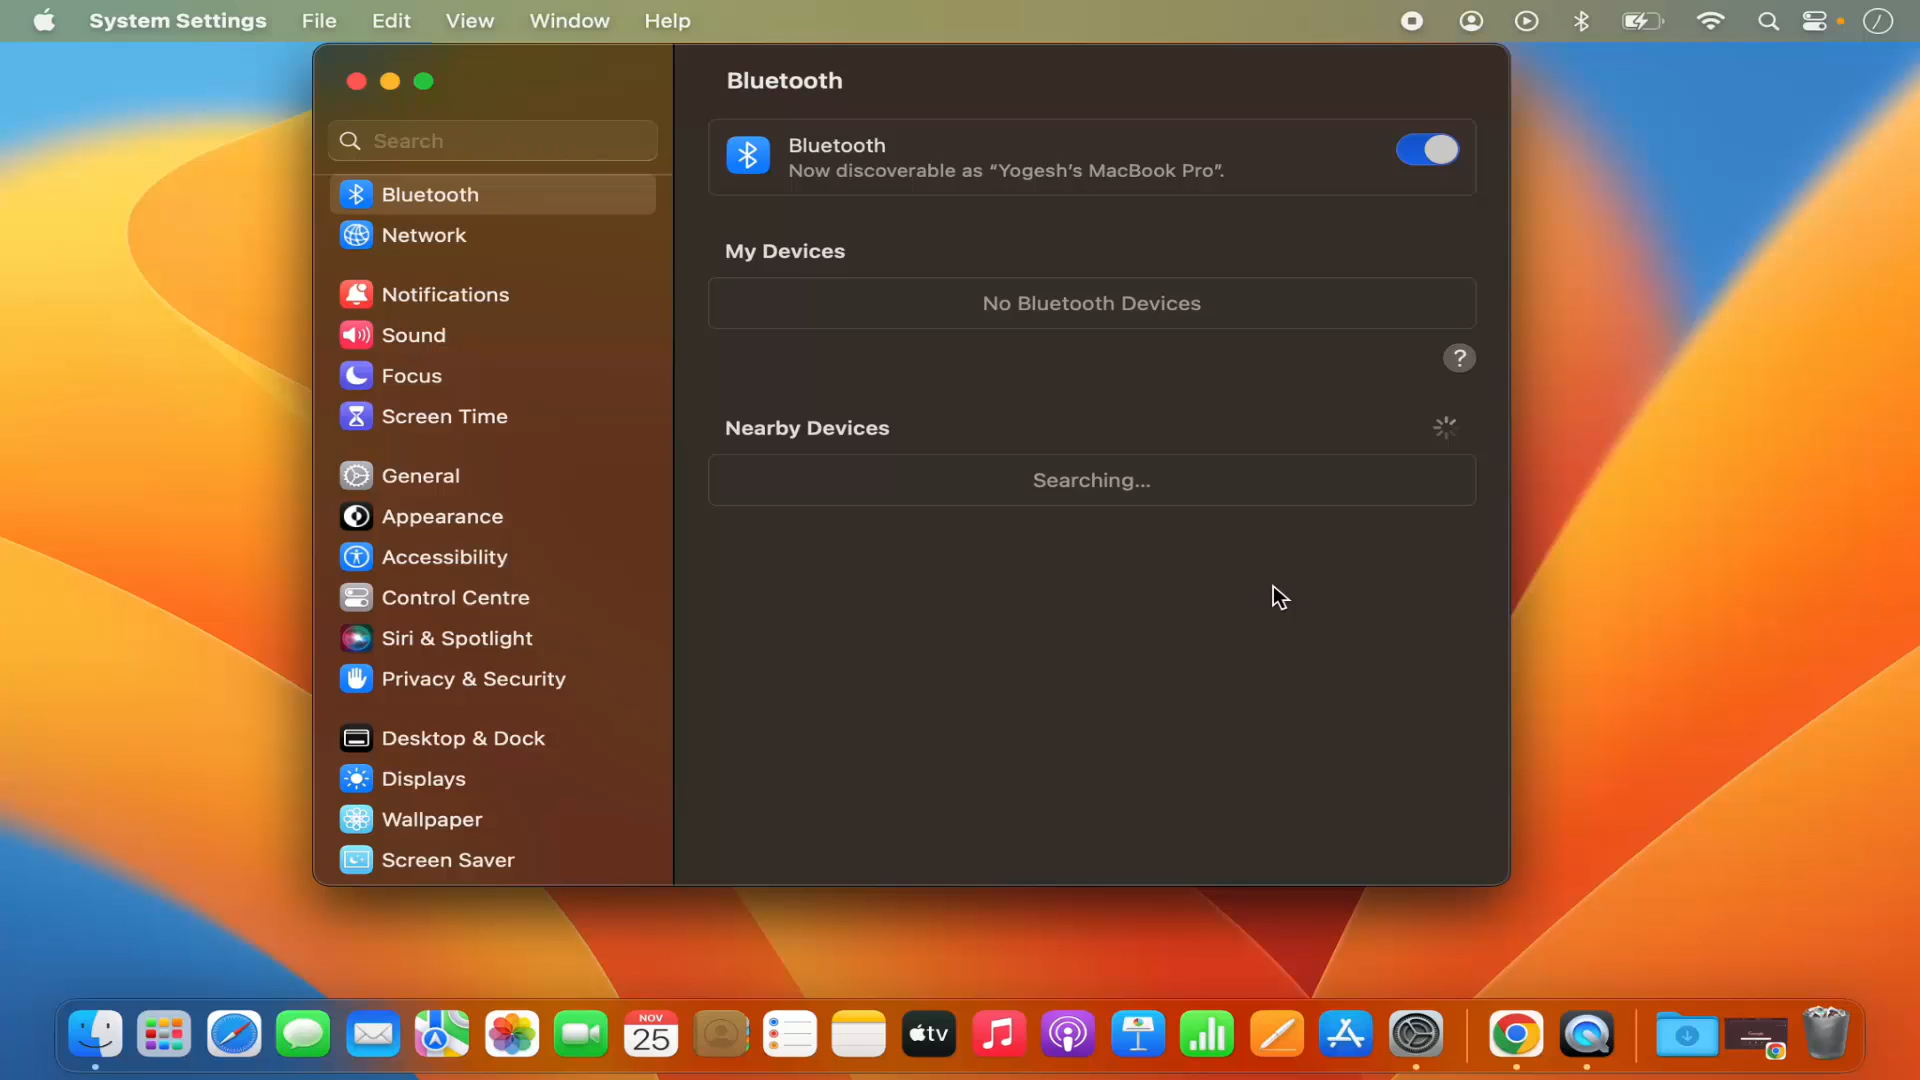 System Settings File Edit View Window Help
Search
Bluetooth
Network
Notifications
Sound
Focus
Screen Time
General
Appearance
Accessibility
Control Centre
Siri & Spotlight
Privacy & Security
Desktop & Dock
Displays
Wallpaper
Screen Saver
Bluetooth
Bluetooth
Now discoverable as “Yogesh’s MacBook Pro”.
My Devices
No Bluetooth Devices
?
Nearby Devices
Searching...
NOV
25
tv